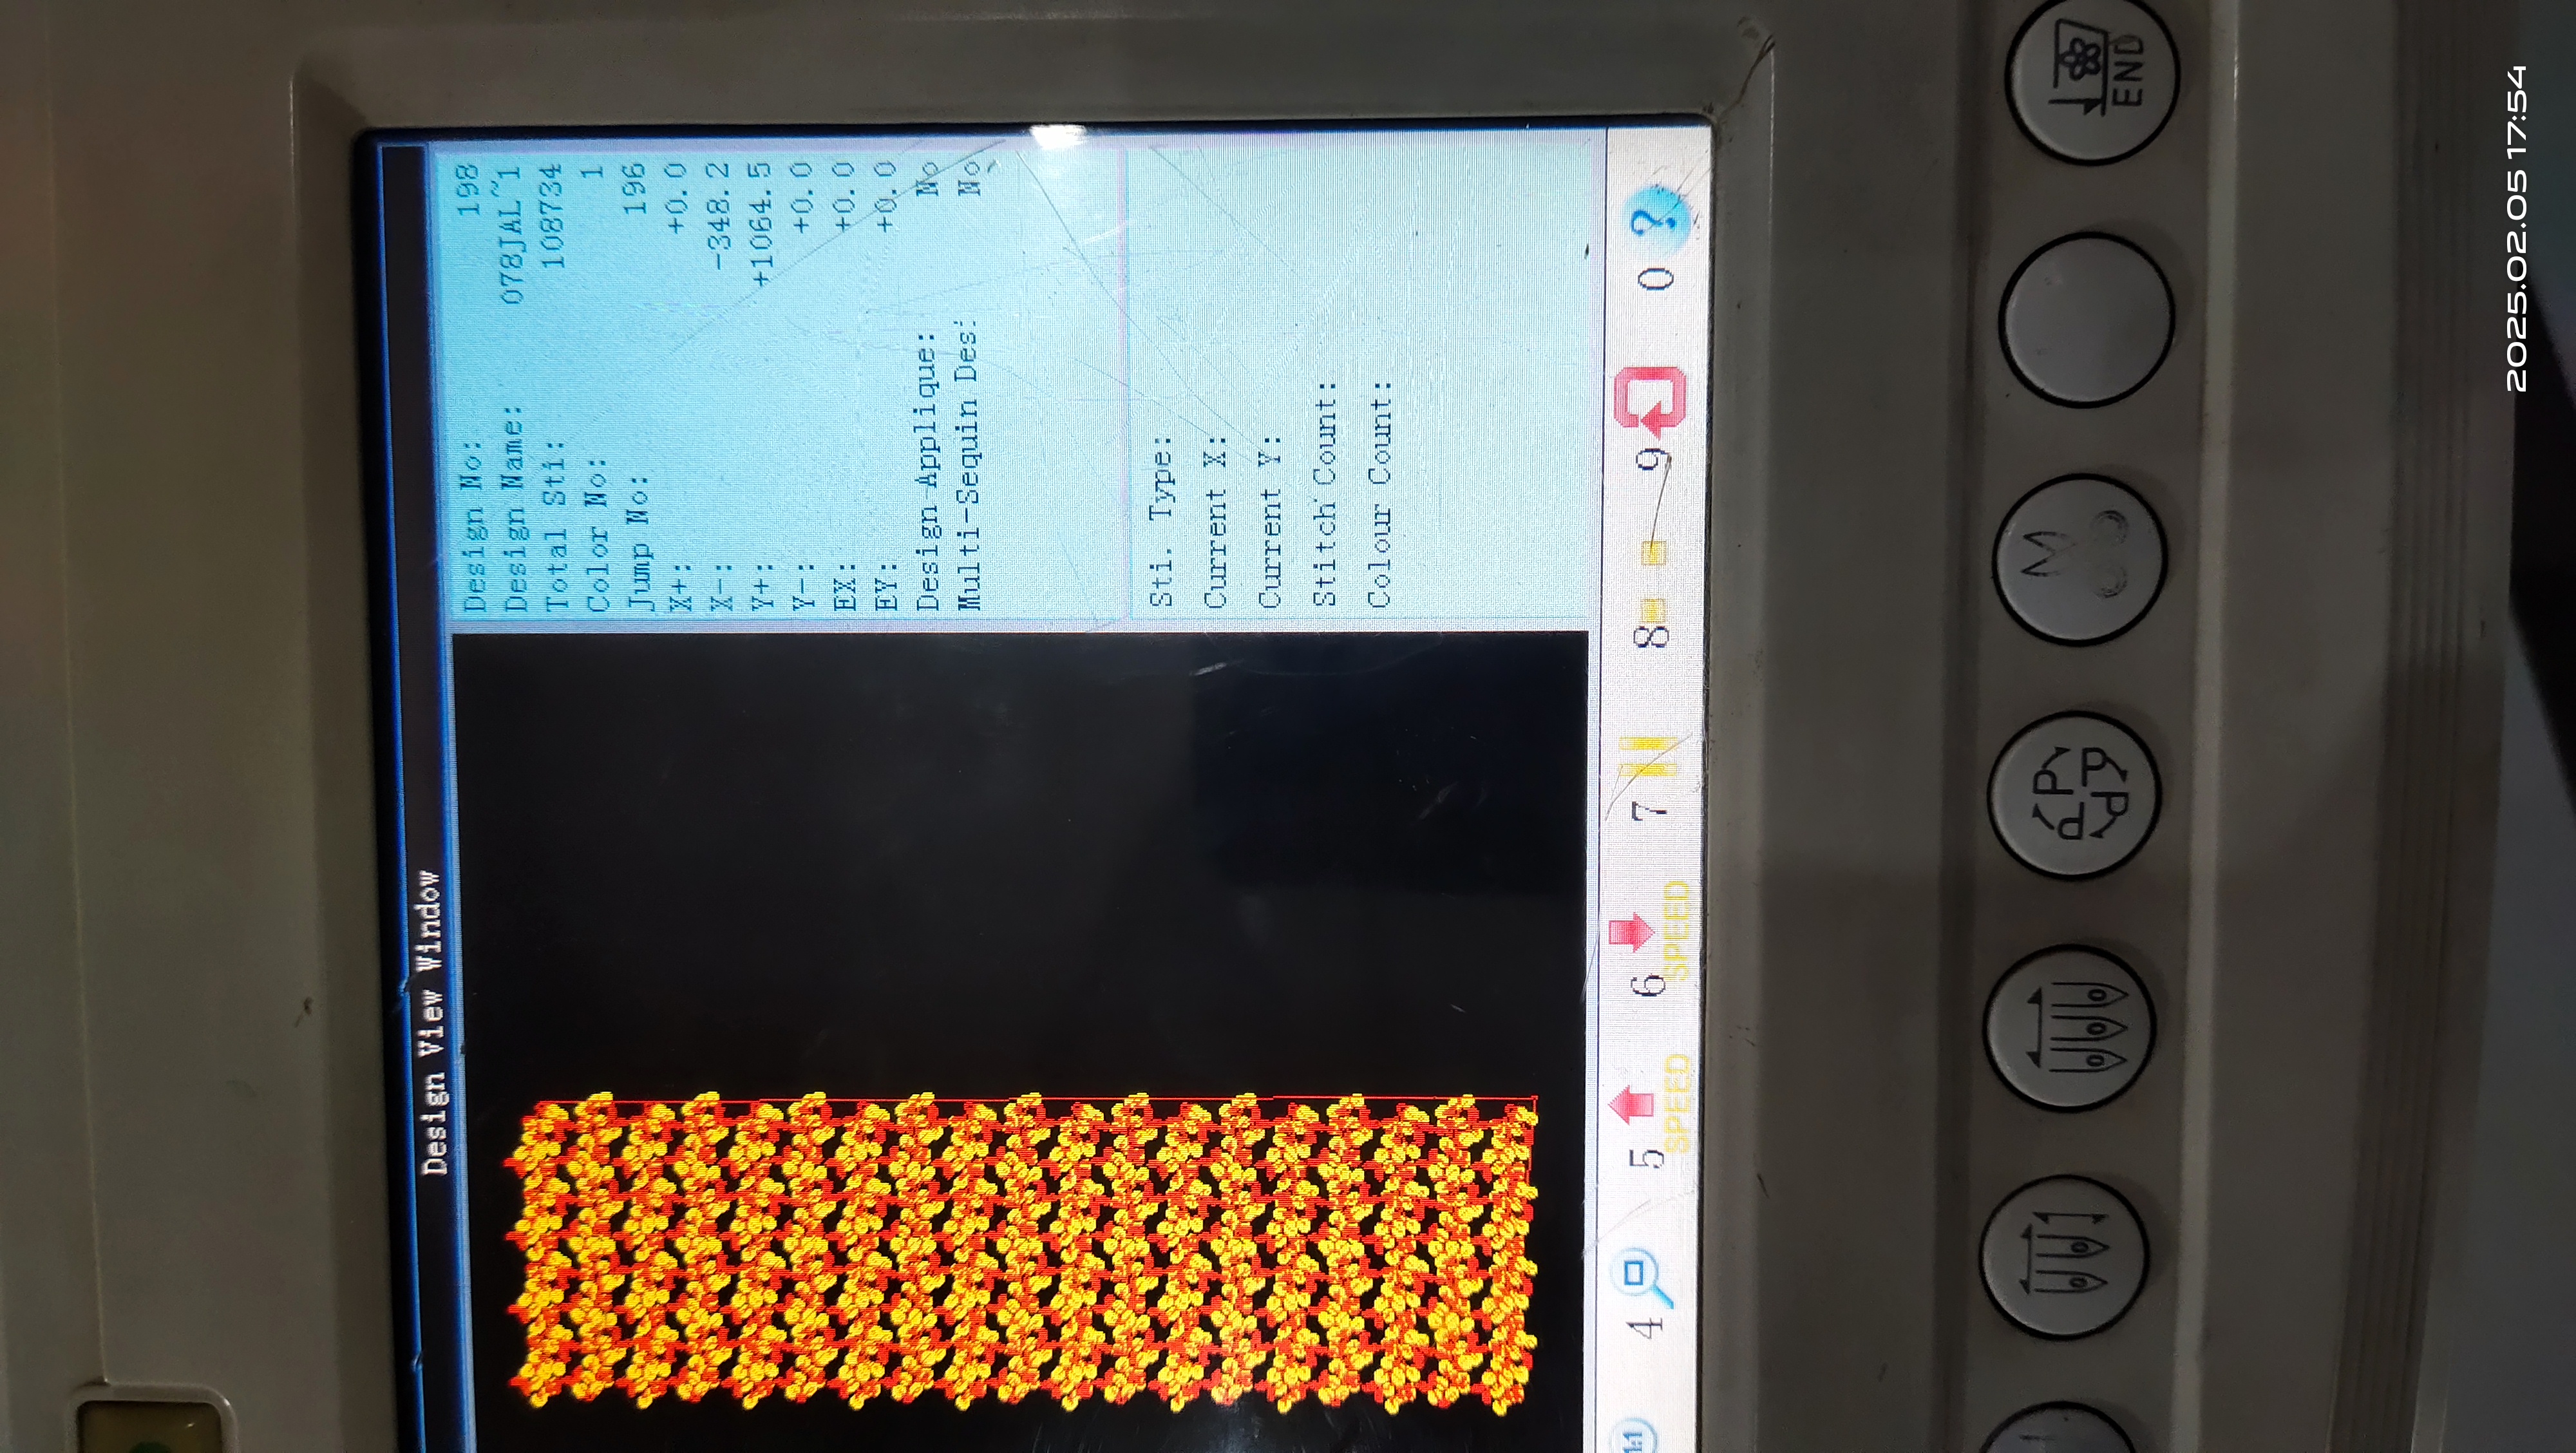 Design View Window
Design No: 198
Design Name: 078JAL~1
Total Sti: 108734
Color No: 1
Jump No: 196
X+: +0.0
X-: -348.2
Y+: +1064.5
Y-: +0.0
EX: +0.0
EY: +0.0
Design Applique: No
Multi-Sequin Des: No
Sti. Type:
Current X:
Current Y:
Stitch Count:
Colour Count:
1:1 4 5 SPEED 6 SPEED 7 8 9 0 ?
P P P P
END
2025.02.05 17:54